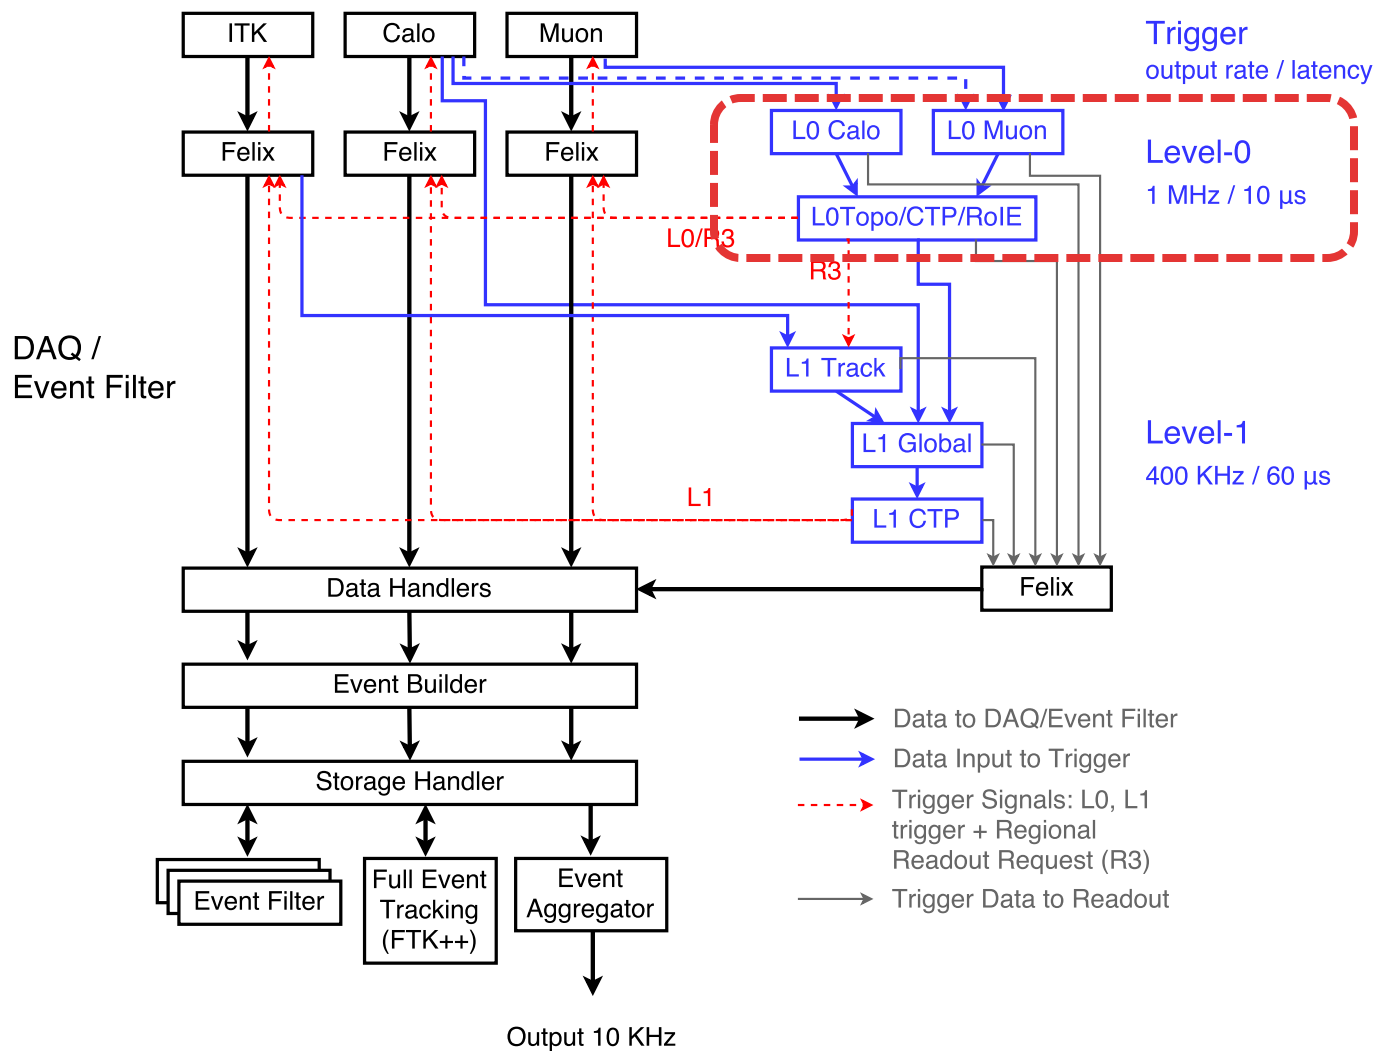 ITK
Calo
Muon
Trigger
output rate / latency
Felix
Felix
Felix
L0 Calo
L0 Muon
Level-0
1 MHz / 10 μs
L0Topo/CTP/RoIE
L0/R3
R3
DAQ /
Event Filter
L1 Track
L1 Global
Level-1
400 KHz / 60 μs
L1
L1 CTP
Data Handlers
Felix
Event Builder
Storage Handler
Event Filter
Full Event
Tracking
(FTK++)
Event
Aggregator
Output 10 KHz
Data to DAQ/Event Filter
Data Input to Trigger
Trigger Signals: L0, L1
trigger + Regional
Readout Request (R3)
Trigger Data to Readout